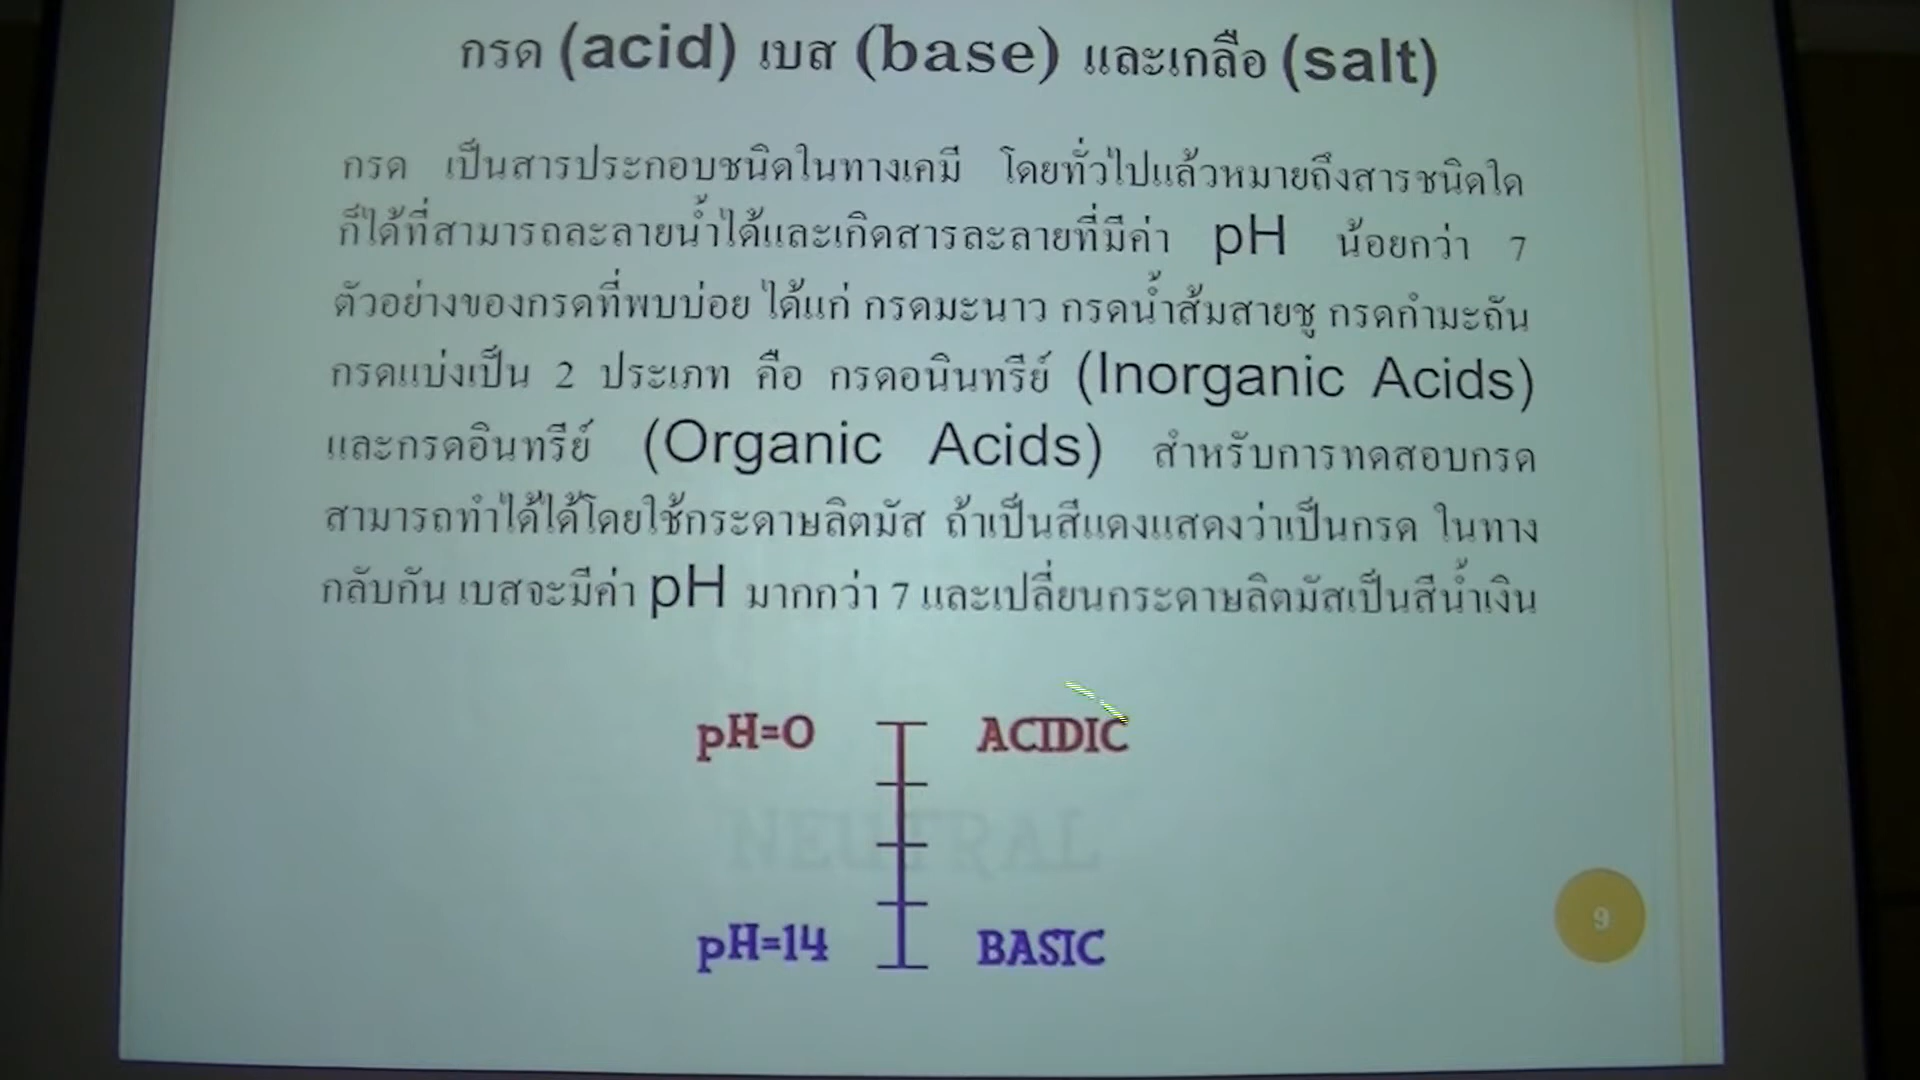 กรด (acid) เบส (base) และเกลือ (salt)
กรด เป็นสารประกอบชนิดในทางเคมี โดยทั่วไปแล้วหมายถึงสารชนิดใด
ก็ได้ที่สามารถละลายน้ำได้และเกิดสารละลายที่มีค่า pH น้อยกว่า 7
ตัวอย่างของกรดที่พบบ่อย ได้แก่ กรดมะนาว กรดน้ำส้มสายชู กรดกำมะถัน
กรดแบ่งเป็น 2 ประเภท คือ กรดอนินทรีย์ (Inorganic Acids)
และกรดอินทรีย์ (Organic Acids) สำหรับการทดสอบกรด
สามารถทำได้ได้โดยใช้กระดาษลิตมัส ถ้าเป็นสีแดงแสดงว่าเป็นกรด ในทาง
กลับกัน เบสจะมีค่า pH มากกว่า 7 และเปลี่ยนกระดาษลิตมัสเป็นสีน้ำเงิน
pH=0 ACIDIC
NEUTRAL
pH=14 BASIC
9